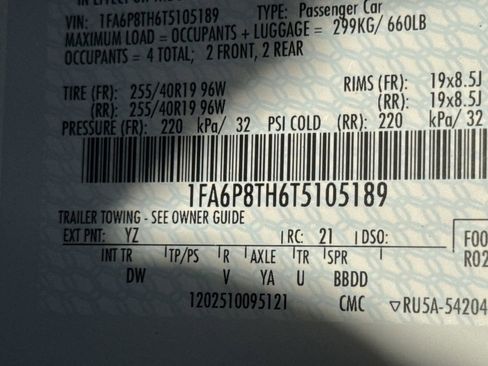 VIN: 1FA6P8TH6T5105189 TYPE: Passenger Car
MAXIMUM LOAD = OCCUPANTS + LUGGAGE = 299KG/ 660LB
OCCUPANTS = 4 TOTAL; 2 FRONT, 2 REAR
TIRE (FR): 255/40R19 96W RIMS (FR): 19x8.5J
(RR): 255/40R19 96W (RR): 19x8.5J
PRESSURE (FR): 220 kPa/ 32 PSI COLD (RR): 220 kPa/ 32
1FA6P8TH6T5105189
TRAILER TOWING - SEE OWNER GUIDE
EXT PNT: YZ RC: 21 DSO: F00
INT TR TP/PS R AXLE TR SPR R02
DW V YA U BBDD
1202510095121 CMC ▽RU5A-54204